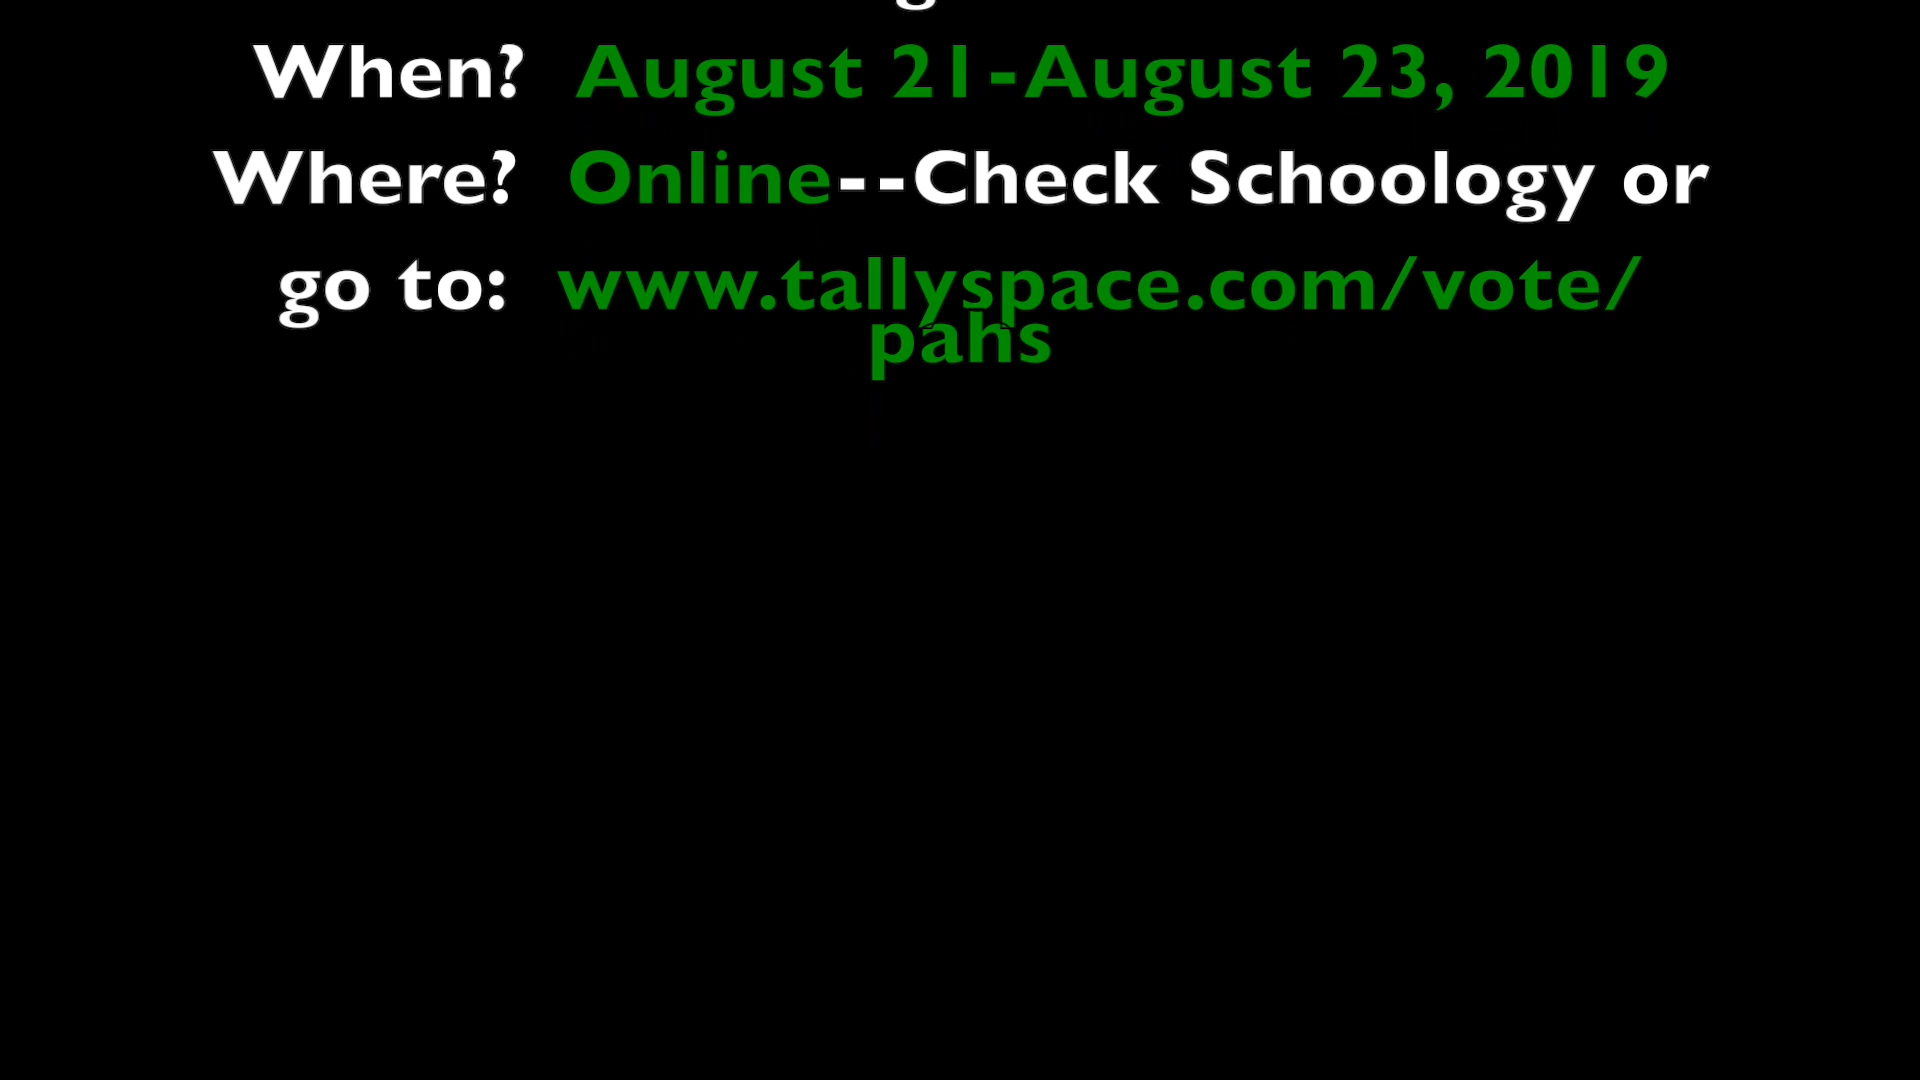 When? August 21-August 23, 2019
Where? Online--Check Schoology or
go to: www.tallyspace.com/vote/
pahs